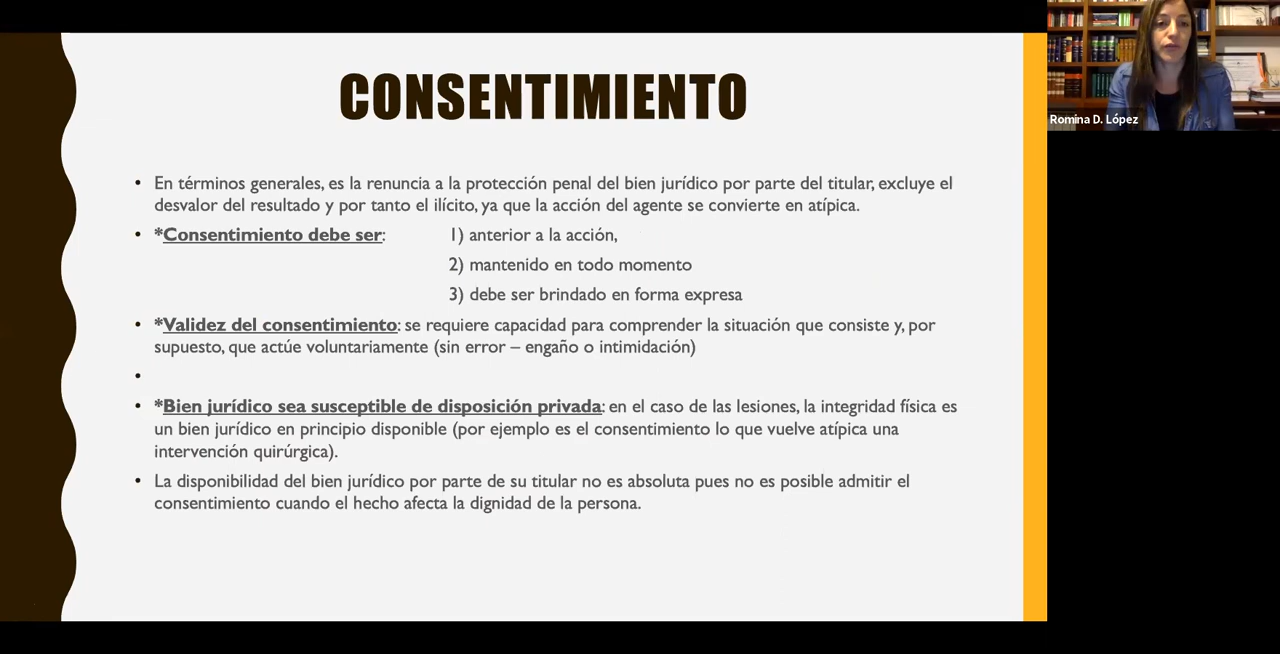 CONSENTIMIENTO
• En términos generales, es la renuncia a la protección penal del bien jurídico por parte del titular, excluye el
desvalor del resultado y por tanto el ilícito, ya que la acción del agente se convierte en atípica.
• *Consentimiento debe ser: 1) anterior a la acción,
2) mantenido en todo momento
3) debe ser brindado en forma expresa
• *Validez del consentimiento: se requiere capacidad para comprender la situación que consiste y, por
supuesto, que actúe voluntariamente (sin error – engaño o intimidación)
•
• *Bien jurídico sea susceptible de disposición privada: en el caso de las lesiones, la integridad física es
un bien jurídico en principio disponible (por ejemplo es el consentimiento lo que vuelve atípica una
intervención quirúrgica).
• La disponibilidad del bien jurídico por parte de su titular no es absoluta pues no es posible admitir el
consentimiento cuando el hecho afecta la dignidad de la persona.
Romina D. López